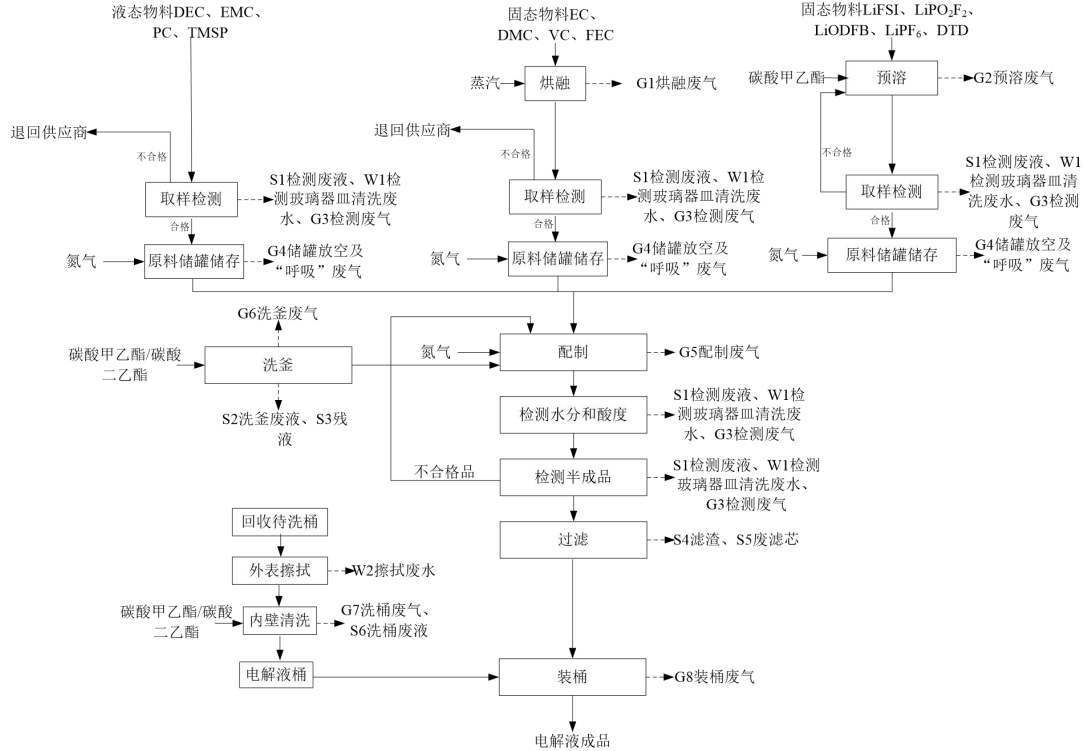 液态物料DEC、EMC、
PC、TMSP
固态物料EC、
DMC、VC、FEC
固态物料LiFSI、LiPO₂F₂、
LiODFB、LiPF₆、DTD
蒸汽
烘融
G1烘融废气
碳酸甲乙酯
预溶
G2预溶废气
退回供应商
不合格
退回供应商
不合格
不合格
取样检测
S1检测废液、W1检
测玻璃器皿清洗废
水、G3检测废气
取样检测
S1检测废液、W1检
测玻璃器皿清洗废
水、G3检测废气
取样检测
S1检测废液、W1
检测玻璃器皿清
洗废水、G3检测
废气
合格
合格
合格
氮气
原料储罐储存
G4储罐放空及
“呼吸”废气
氮气
原料储罐储存
G4储罐放空及
“呼吸”废气
氮气
原料储罐储存
G4储罐放空及
“呼吸”废气
G6洗釜废气
碳酸甲乙酯/碳酸
二乙酯
洗釜
S2洗釜废液、S3残
液
氮气
配制
G5配制废气
检测水分和酸度
S1检测废液、W1检
测玻璃器皿清洗废
水、G3检测废气
不合格品
检测半成品
S1检测废液、W1检测
玻璃器皿清洗废水、
G3检测废气
过滤
S4滤渣、S5废滤芯
回收待洗桶
外表擦拭
W2擦拭废水
碳酸甲乙酯/碳酸
二乙酯
内壁清洗
G7洗桶废气、
S6洗桶废液
电解液桶
装桶
G8装桶废气
电解液成品